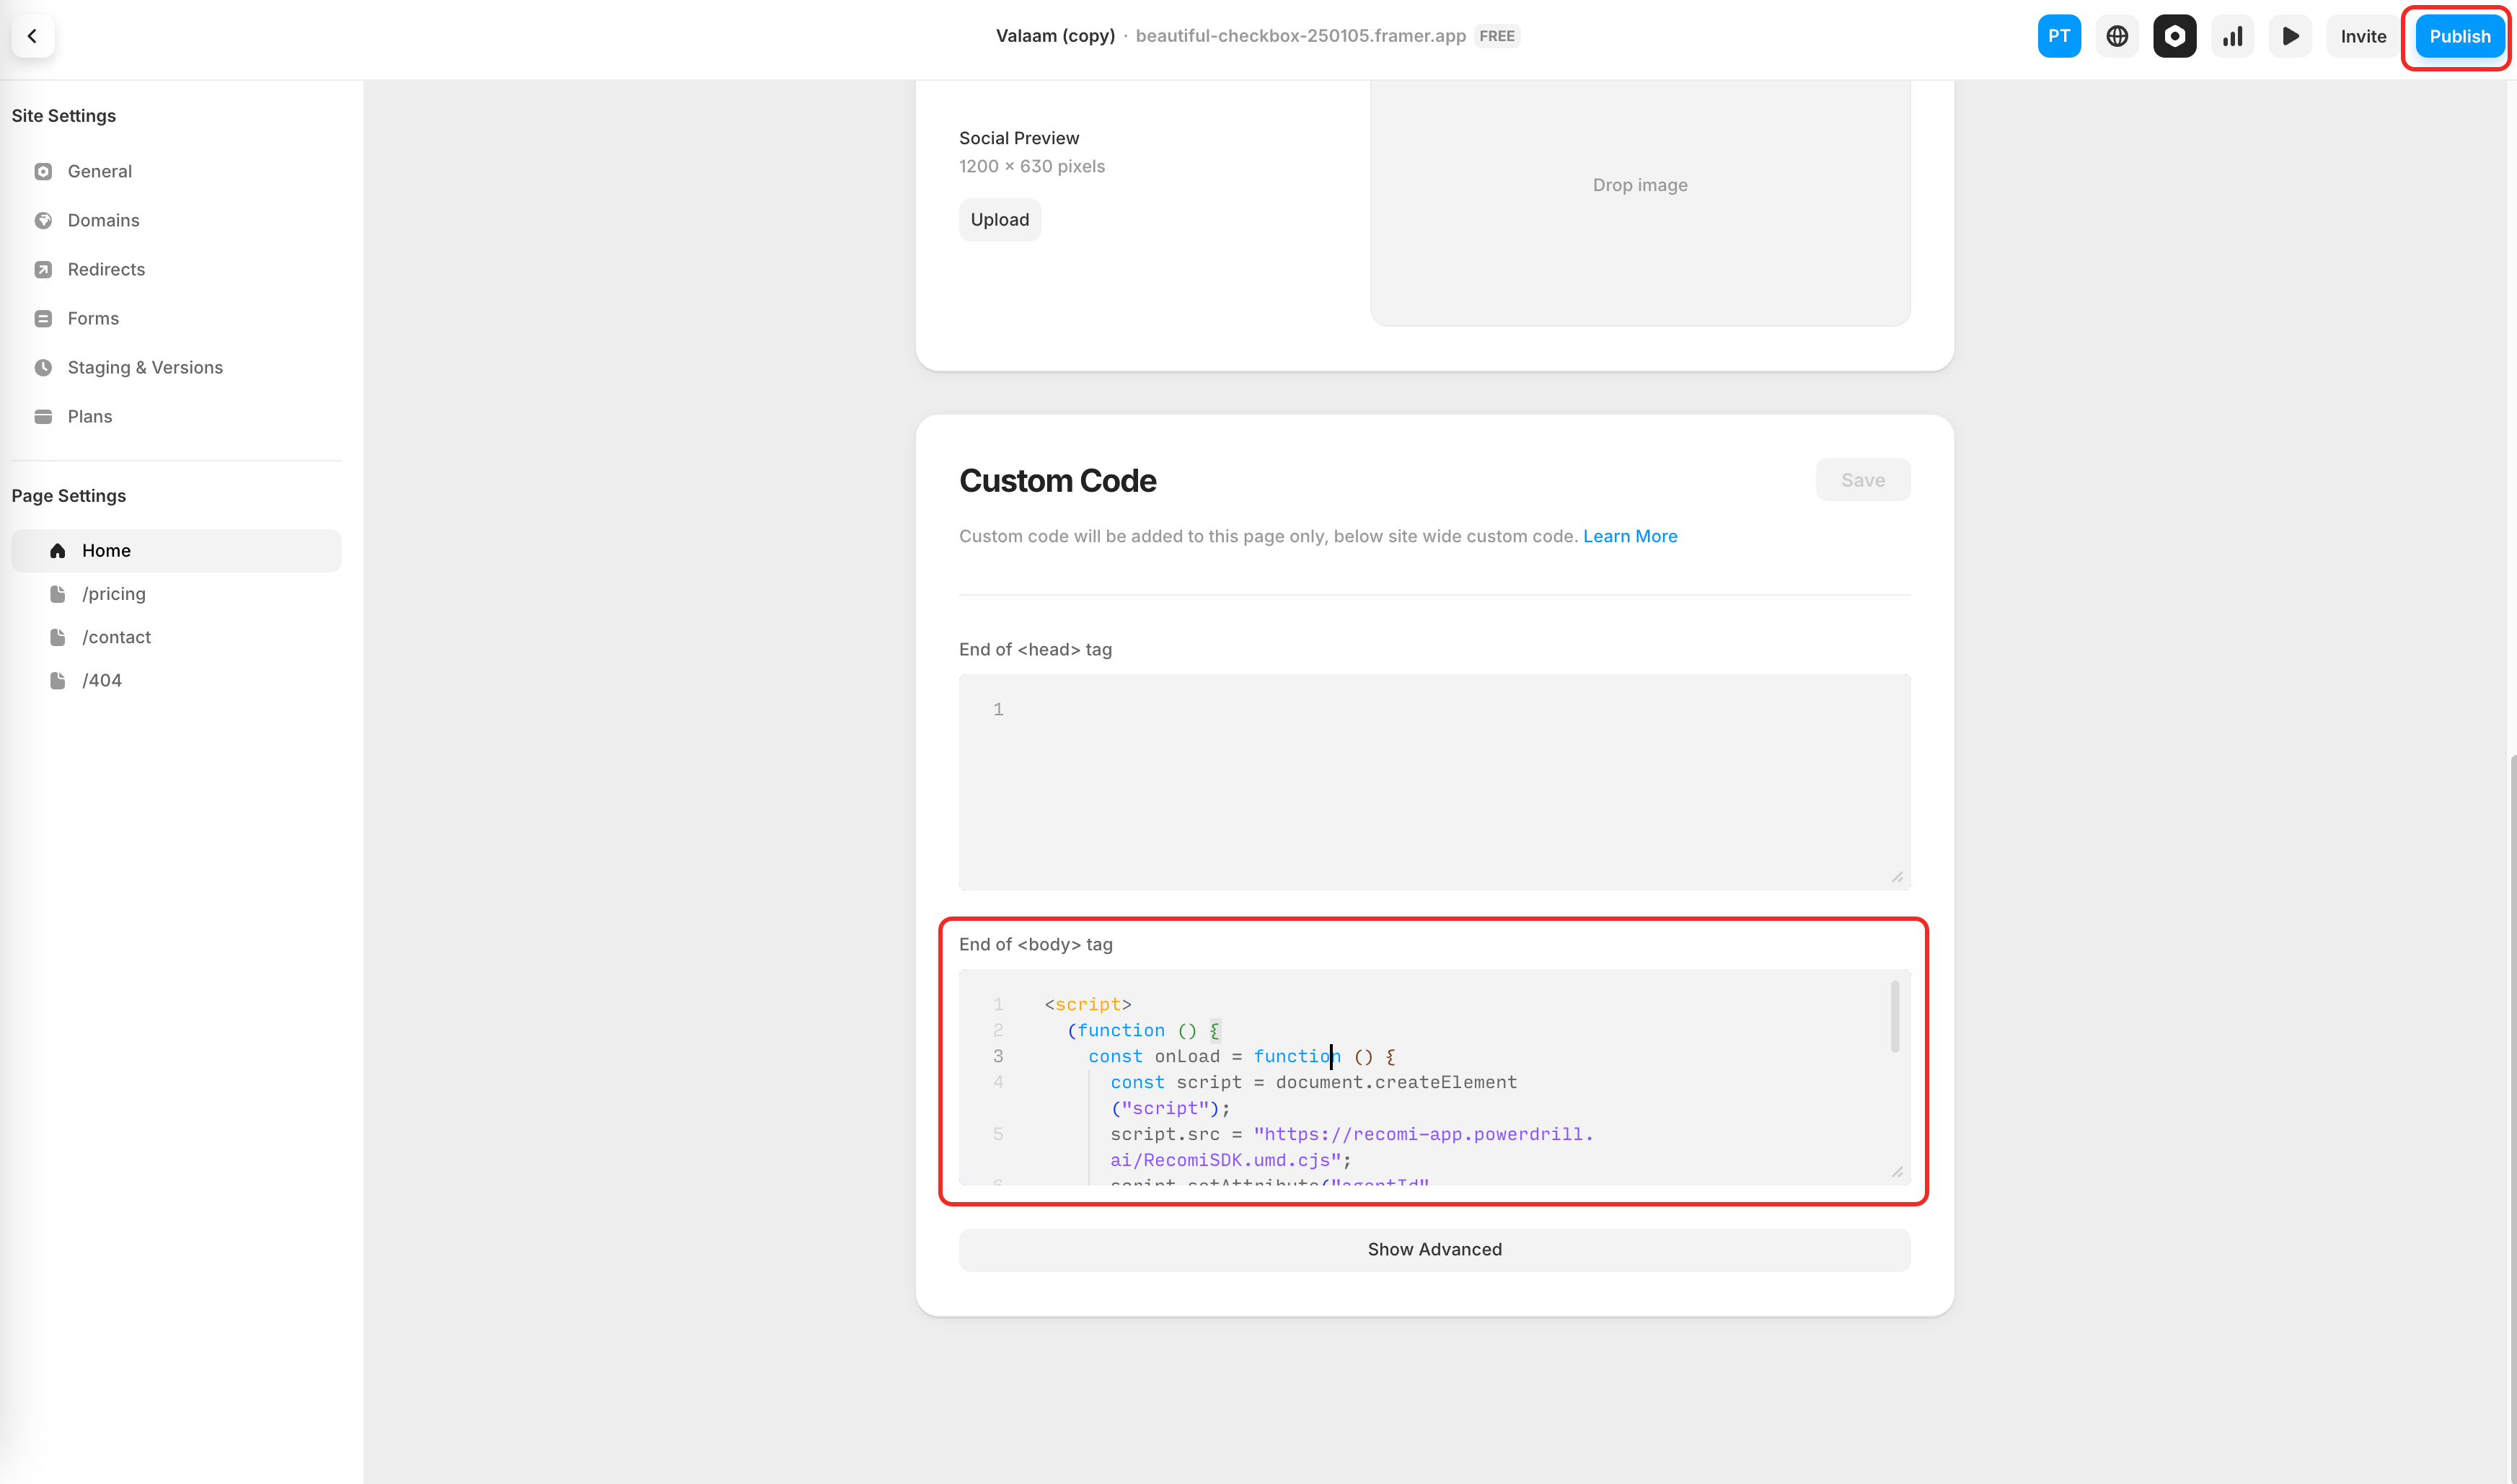 Valaam (copy) · beautiful-checkbox-250105.framer.app FREE
PT
Invite
Publish
Site Settings
General
Domains
Redirects
Forms
Staging & Versions
Plans
Page Settings
Home
/pricing
/contact
/404
Social Preview
1200 × 630 pixels
Upload
Drop image
Custom Code
Save
Custom code will be added to this page only, below site wide custom code. Learn More
End of <head> tag
1
End of <body> tag
1 <script>
2 (function () {
3 const onLoad = function () {
4 const script = document.createElement
("script");
5 script.src = "https://recomi-app.powerdrill.
ai/RecomiSDK.umd.cjs";
6 script.setAttribute("agentId"
Show Advanced